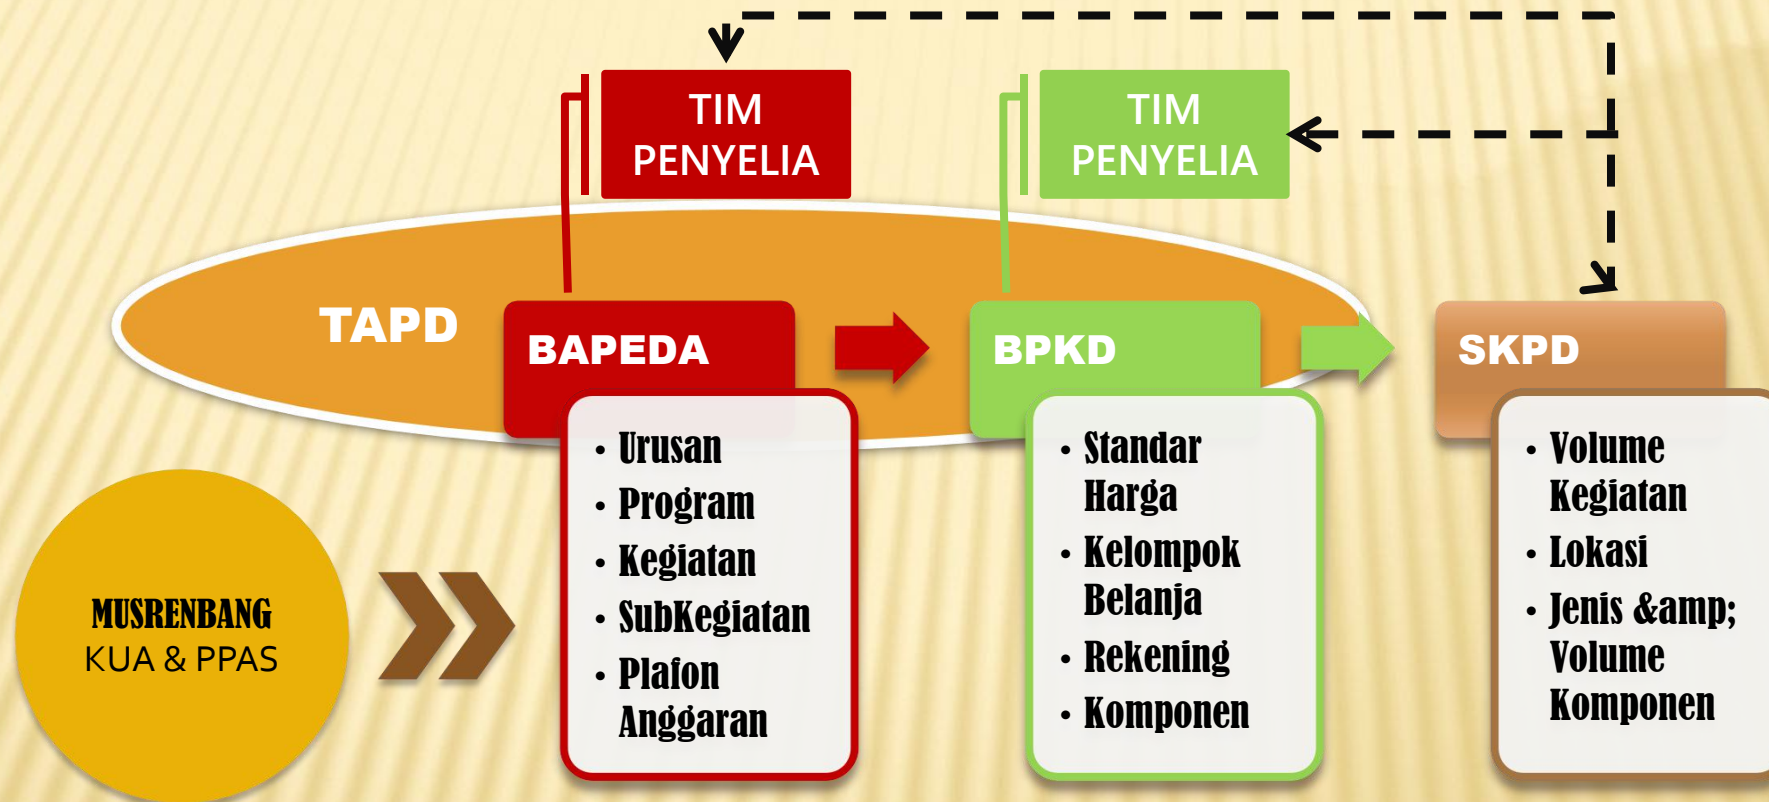 TIM
PENYELIA
TIM
PENYELIA
TAPD
BAPEDA
BPKD
SKPD
MUSRENBANG
KUA & PPAS
• Urusan
• Program
• Kegiatan
• SubKegiatan
• Plafon
Anggaran
• Standar
Harga
• Kelompok
Belanja
• Rekening
• Komponen
• Volume
Kegiatan
• Lokasi
• Jenis &amp;
Volume
Komponen